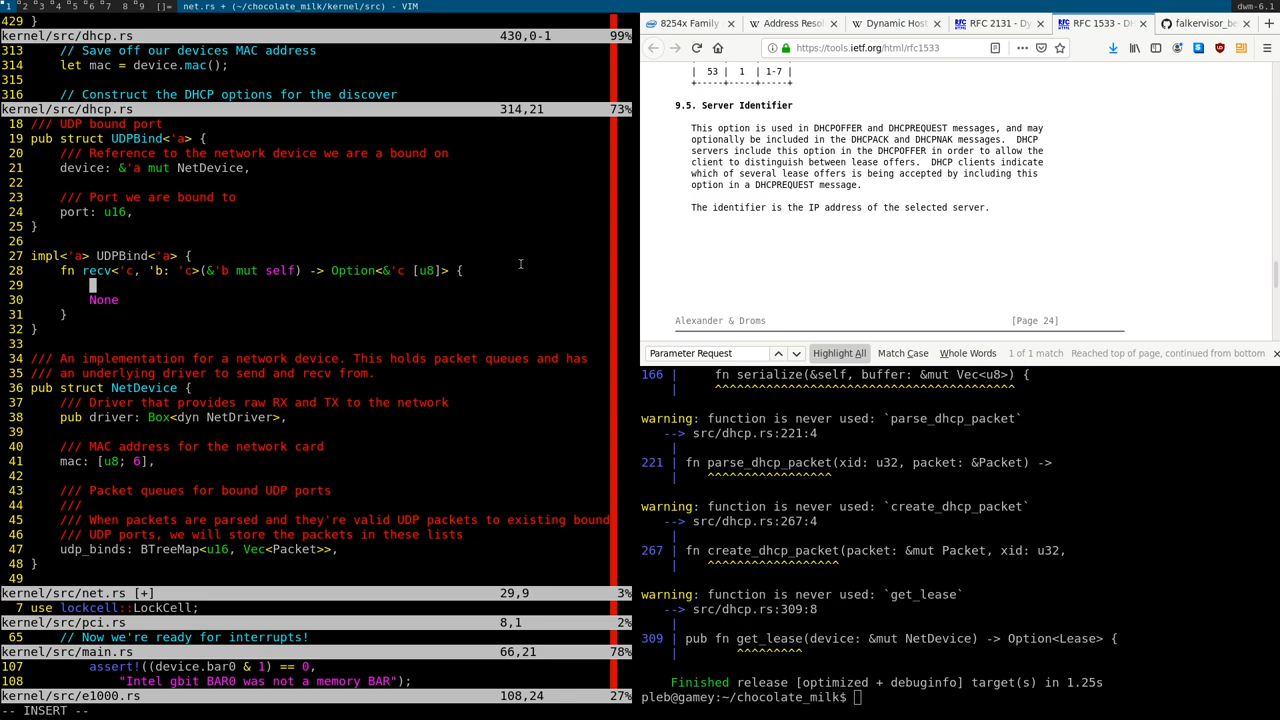 1 2 3 4 5 6 7 8 9 []= net.rs + (~/chocolate_milk/kernel/src) - VIM
dwm-6.1
429 }
kernel/src/dhcp.rs 430,0-1 99%
313     // Save off our devices MAC address
314     let mac = device.mac();
315
316     // Construct the DHCP options for the discover
kernel/src/dhcp.rs 314,21 73%
18 /// UDP bound port
19 pub struct UDPBind<'a> {
20     /// Reference to the network device we are a bound on
21     device: &'a mut NetDevice,
22
23     /// Port we are bound to
24     port: u16,
25 }
26
27 impl<'a> UDPBind<'a> {
28     fn recv<'c, 'b: 'c>(&'b mut self) -> Option<&'c [u8]> {
29
30         None
31     }
32 }
33
34 /// An implementation for a network device. This holds packet queues and has
35 /// an underlying driver to send and recv from.
36 pub struct NetDevice {
37     /// Driver that provides raw RX and TX to the network
38     pub driver: Box<dyn NetDriver>,
39
40     /// MAC address for the network card
41     mac: [u8; 6],
42
43     /// Packet queues for bound UDP ports
44     ///
45     /// When packets are parsed and they're valid UDP packets to existing bound
46     /// UDP ports, we will store the packets in these lists
47     udp_binds: BTreeMap<u16, Vec<Packet>>,
48 }
49
kernel/src/net.rs [+] 29,9 3%
7 use lockcell::LockCell;
kernel/src/pci.rs 8,1 2%
65     // Now we're ready for interrupts!
kernel/src/main.rs 66,21 78%
107         assert!((device.bar0 & 1) == 0,
108             "Intel gbit BAR0 was not a memory BAR");
kernel/src/e1000.rs 108,24 27%
-- INSERT --
8254x Family
Address Resol
Dynamic Host
RFC 2131 - Dy
RFC 1533 - DH
falkervisor_be
https://tools.ietf.org/html/rfc1533
|  53 |  1  | 1-7 |
+-----+-----+-----+
9.5. Server Identifier
This option is used in DHCPOFFER and DHCPREQUEST messages, and may
optionally be included in the DHCPACK and DHCPNAK messages.  DHCP
servers include this option in the DHCPOFFER in order to allow the
client to distinguish between lease offers.  DHCP clients indicate
which of several lease offers is being accepted by including this
option in a DHCPREQUEST message.
The identifier is the IP address of the selected server.
Alexander & Droms [Page 24]
Parameter Request Highlight All Match Case Whole Words 1 of 1 match Reached top of page, continued from bottom
166 |     fn serialize(&self, buffer: &mut Vec<u8>) {
    |     ^^^^^^^^^^^^^^^^^^^^^^^^^^^^^^^^^^^^^^^^^
warning: function is never used: `parse_dhcp_packet`
   --> src/dhcp.rs:221:4
    |
221 | fn parse_dhcp_packet(xid: u32, packet: &Packet) ->
    |    ^^^^^^^^^^^^^^^^^
warning: function is never used: `create_dhcp_packet`
   --> src/dhcp.rs:267:4
    |
267 | fn create_dhcp_packet(packet: &mut Packet, xid: u32,
    |    ^^^^^^^^^^^^^^^^^^
warning: function is never used: `get_lease`
   --> src/dhcp.rs:309:8
    |
309 | pub fn get_lease(device: &mut NetDevice) -> Option<Lease> {
    |        ^^^^^^^^^
    Finished release [optimized + debuginfo] target(s) in 1.25s
pleb@gamey:~/chocolate_milk$